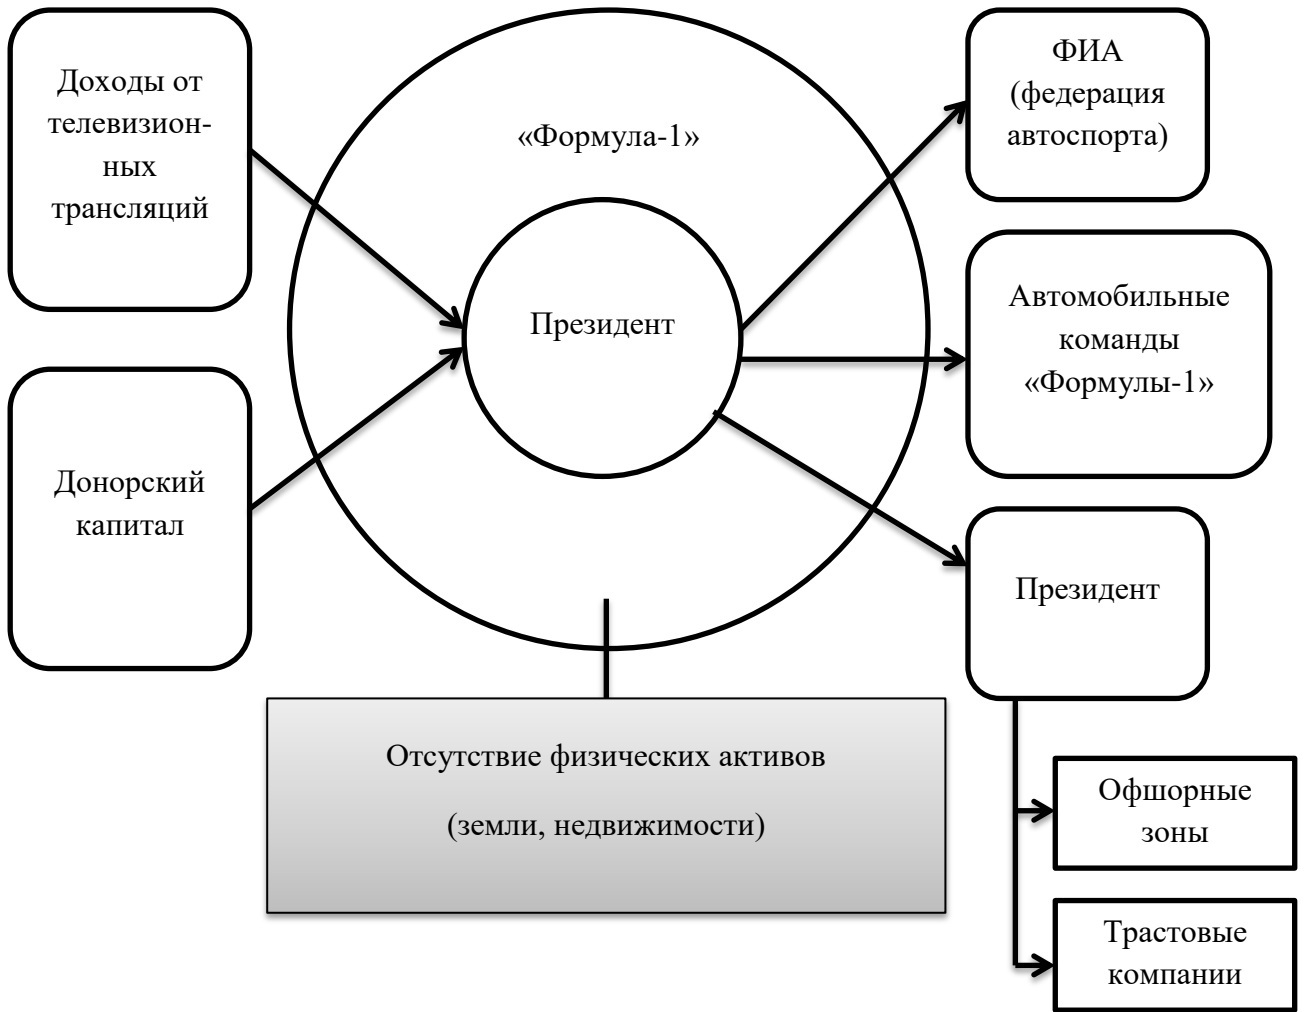 Доходы от
телевизион-
ных
трансляций
Донорский
капитал
«Формула-1»
Президент
ФИА
(федерация
автоспорта)
Автомобильные
команды
«Формулы-1»
Президент
Отсутствие физических активов
(земли, недвижимости)
Офшорные
зоны
Трастовые
компании